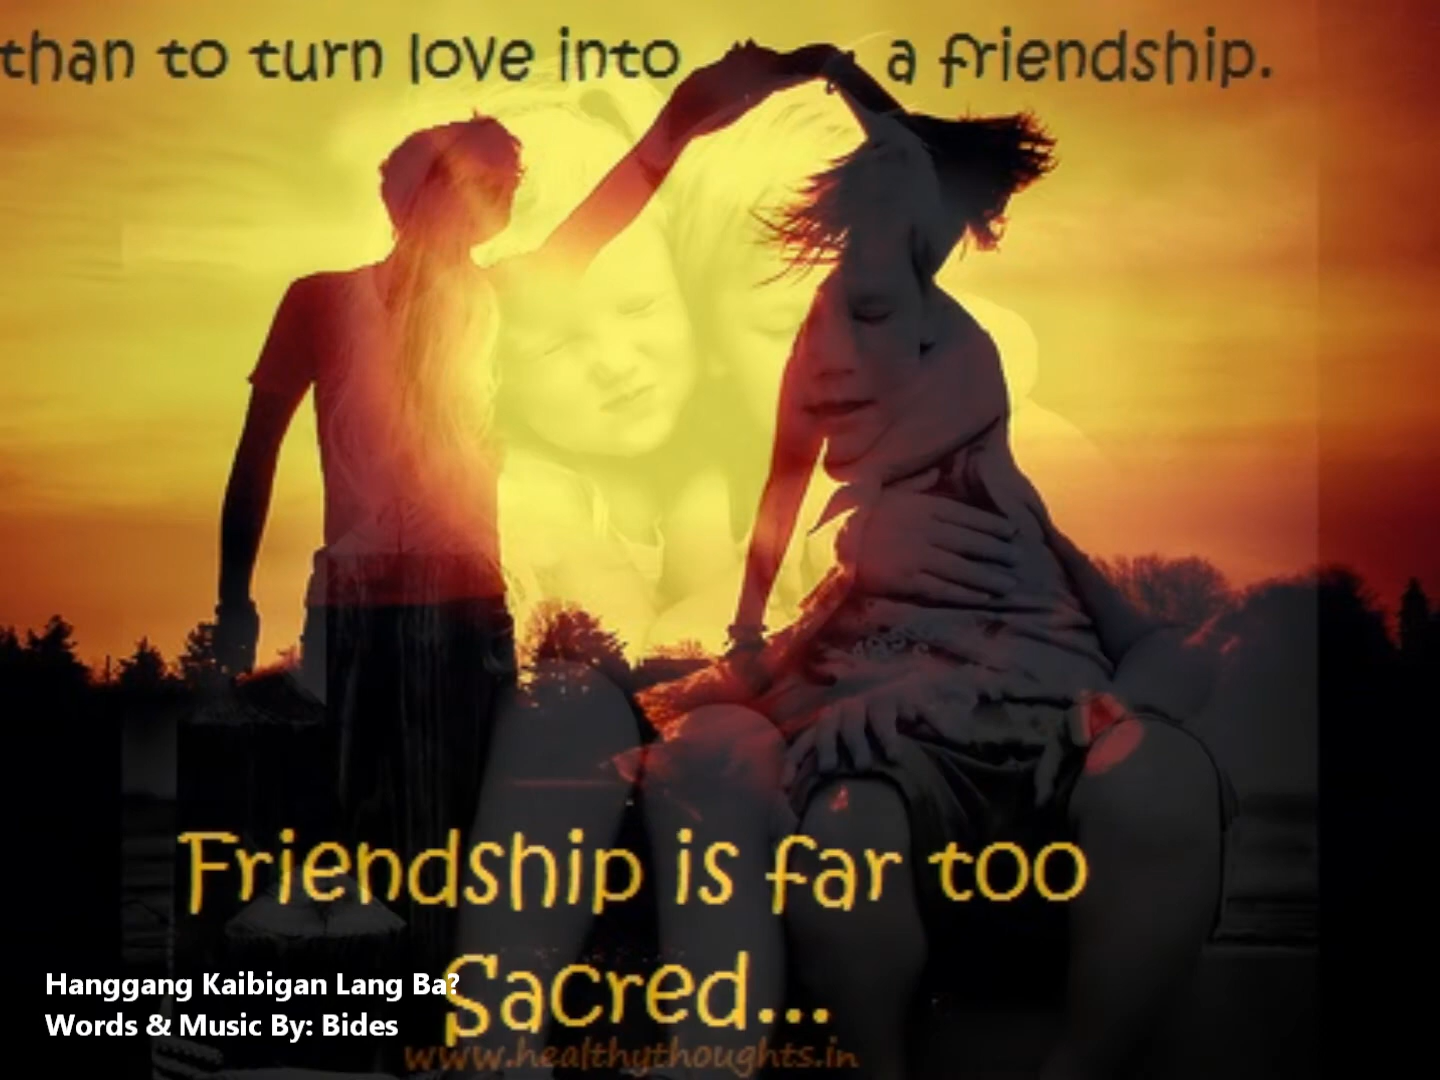 than to turn love into a friendship.
Friendship is far too
Sacred...
Hanggang Kaibigan Lang Ba?
Words & Music By: Bides
www.healthythoughts.in